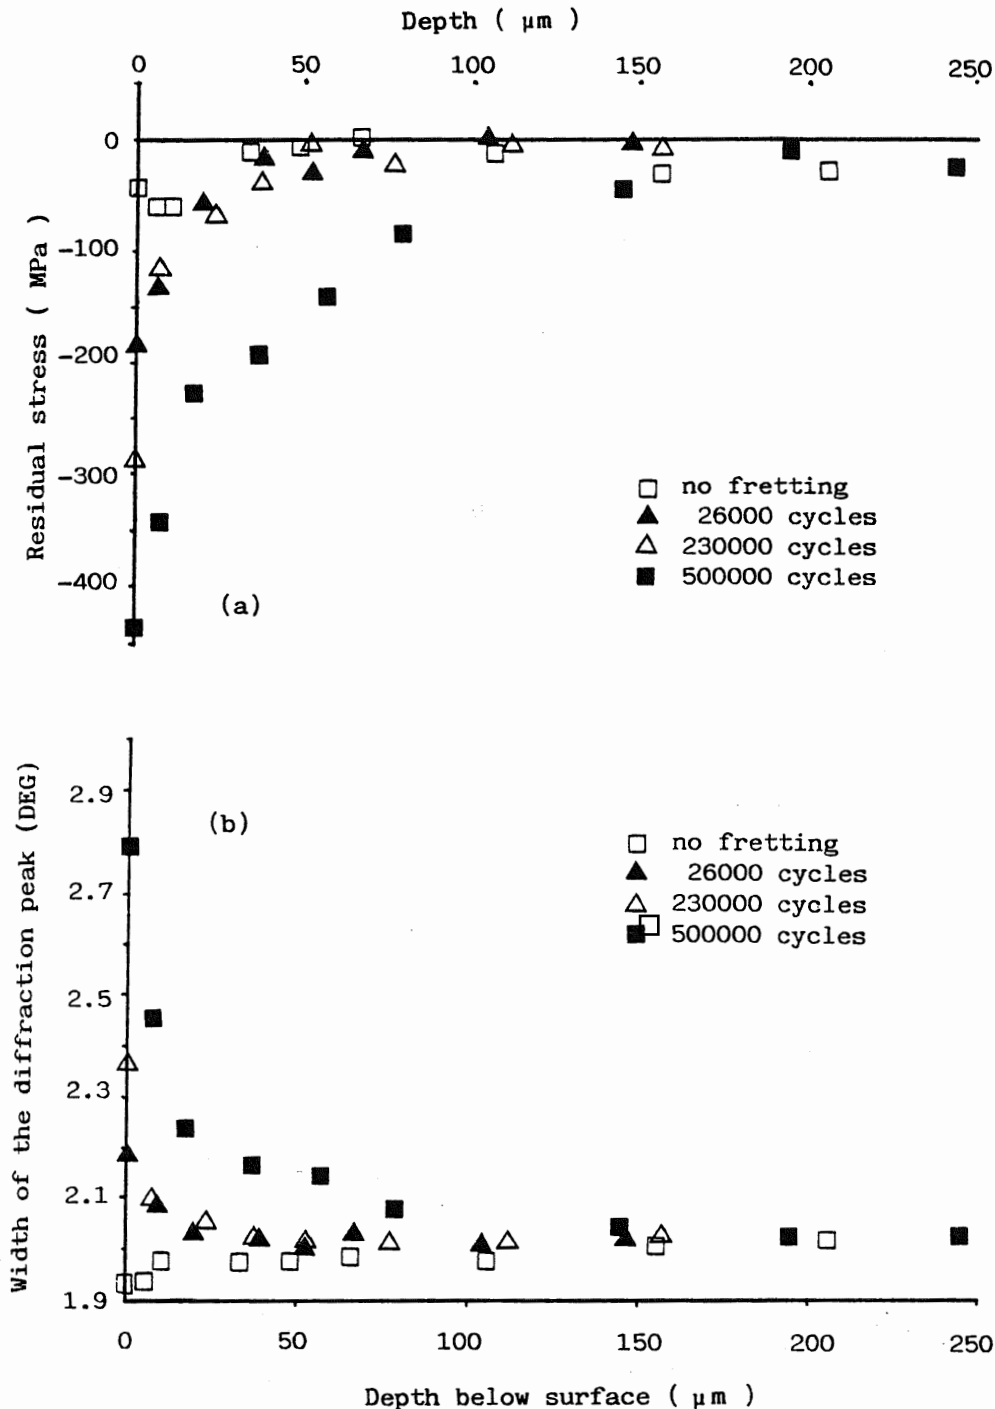 Depth ( µm )
0 50 100 150 200 250
0
-100
-200
-300
-400
Residual stress ( MPa )
no fretting
26000 cycles
230000 cycles
500000 cycles
(a)
2.9
2.7
2.5
2.3
2.1
1.9
Width of the diffraction peak (DEG)
(b)
no fretting
26000 cycles
230000 cycles
500000 cycles
0 50 100 150 200 250
Depth below surface ( µm )